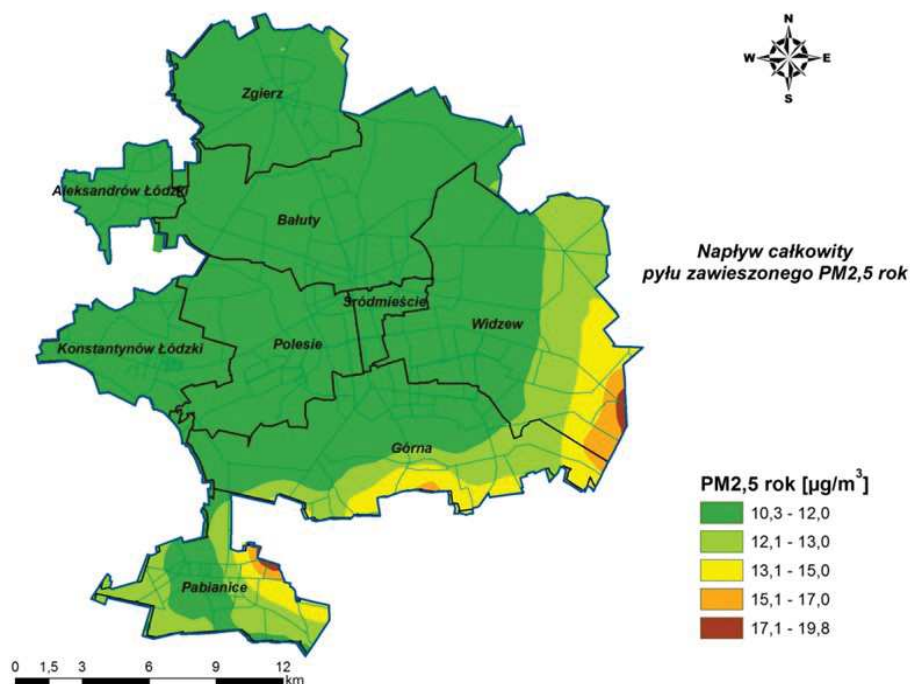 N
W E
S
Zgierz
Aleksandrów Łódzki
Bałuty
Napływ całkowity
pyłu zawieszonego PM2,5 rok
Śródmieście
Widzew
Konstantynów Łódzki
Polesie
Górna
PM2,5 rok [µg/m³]
10,3 - 12,0
12,1 - 13,0
13,1 - 15,0
15,1 - 17,0
17,1 - 19,8
Pabianice
0 1,5 3 6 9 12
km